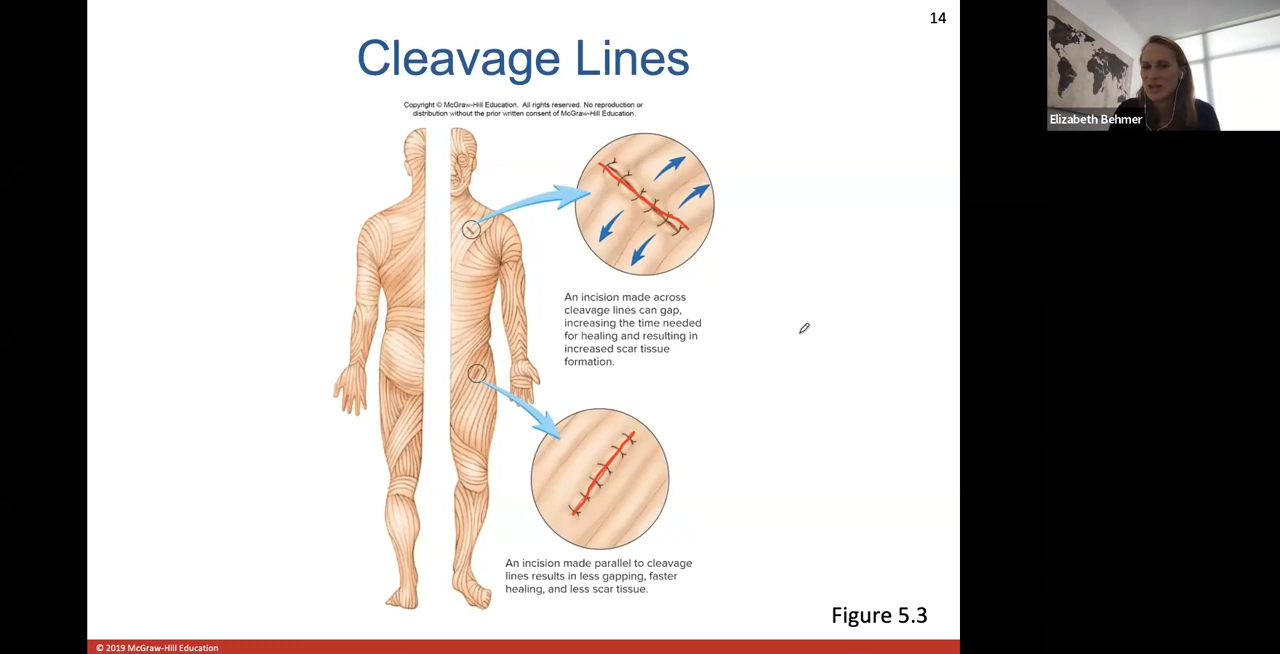 14
Cleavage Lines
Copyright © McGraw-Hill Education.  All rights reserved. No reproduction or
distribution without the prior written consent of McGraw-Hill Education.
Elizabeth Behmer
An incision made across
cleavage lines can gap,
increasing the time needed
for healing and resulting in
increased scar tissue
formation.
An incision made parallel to cleavage
lines results in less gapping, faster
healing, and less scar tissue.
Figure 5.3
© 2019 McGraw-Hill Education